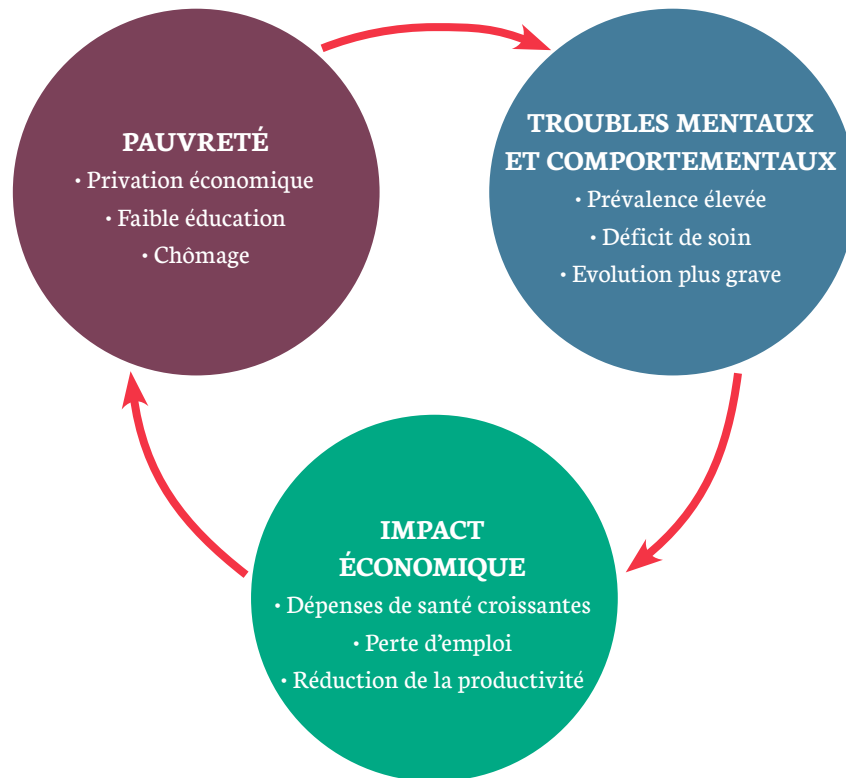 PAUVRETÉ
· Privation économique
· Faible éducation
· Chômage
TROUBLES MENTAUX
ET COMPORTEMENTAUX
· Prévalence élevée
· Déficit de soin
· Evolution plus grave
IMPACT
ÉCONOMIQUE
· Dépenses de santé croissantes
· Perte d’emploi
· Réduction de la productivité